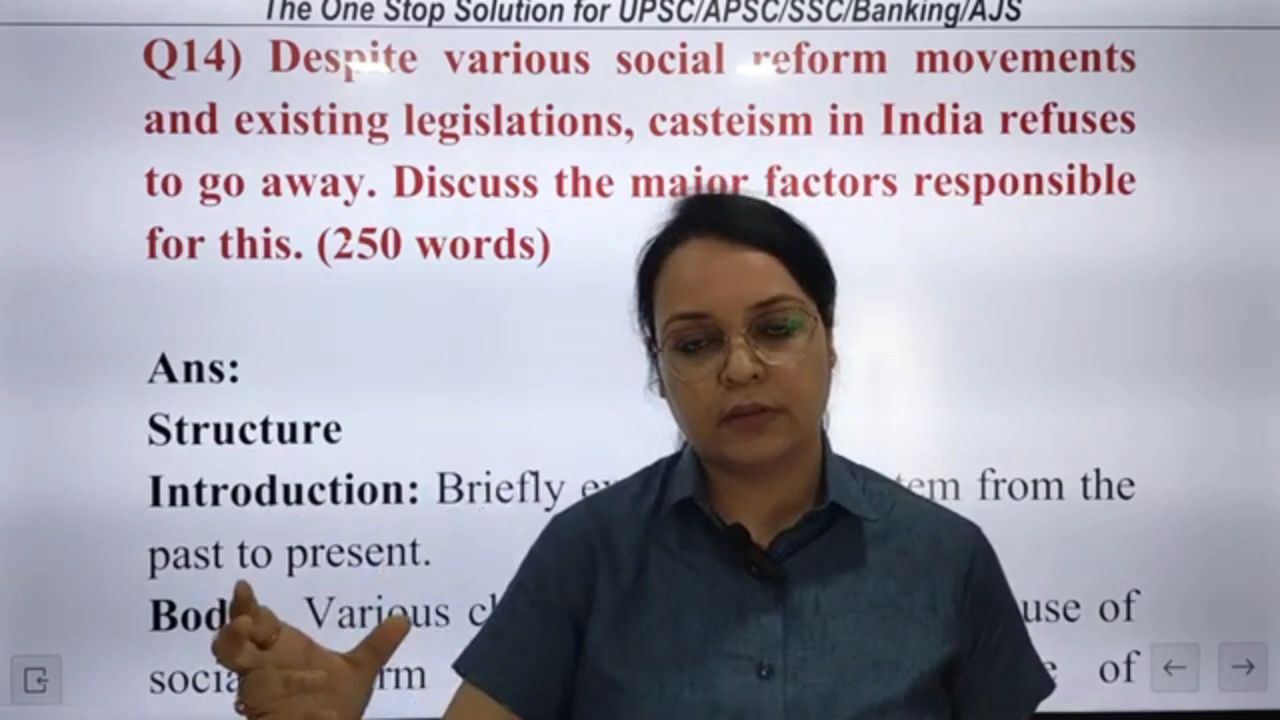 The One Stop Solution for UPSC/APSC/SSC/Banking/AJS
Q14) Despite various social reform movements
and existing legislations, casteism in India refuses
to go away. Discuss the major factors responsible
for this. (250 words)
Ans:
Structure
Introduction: Briefly from the
past to present.
Various use of
of